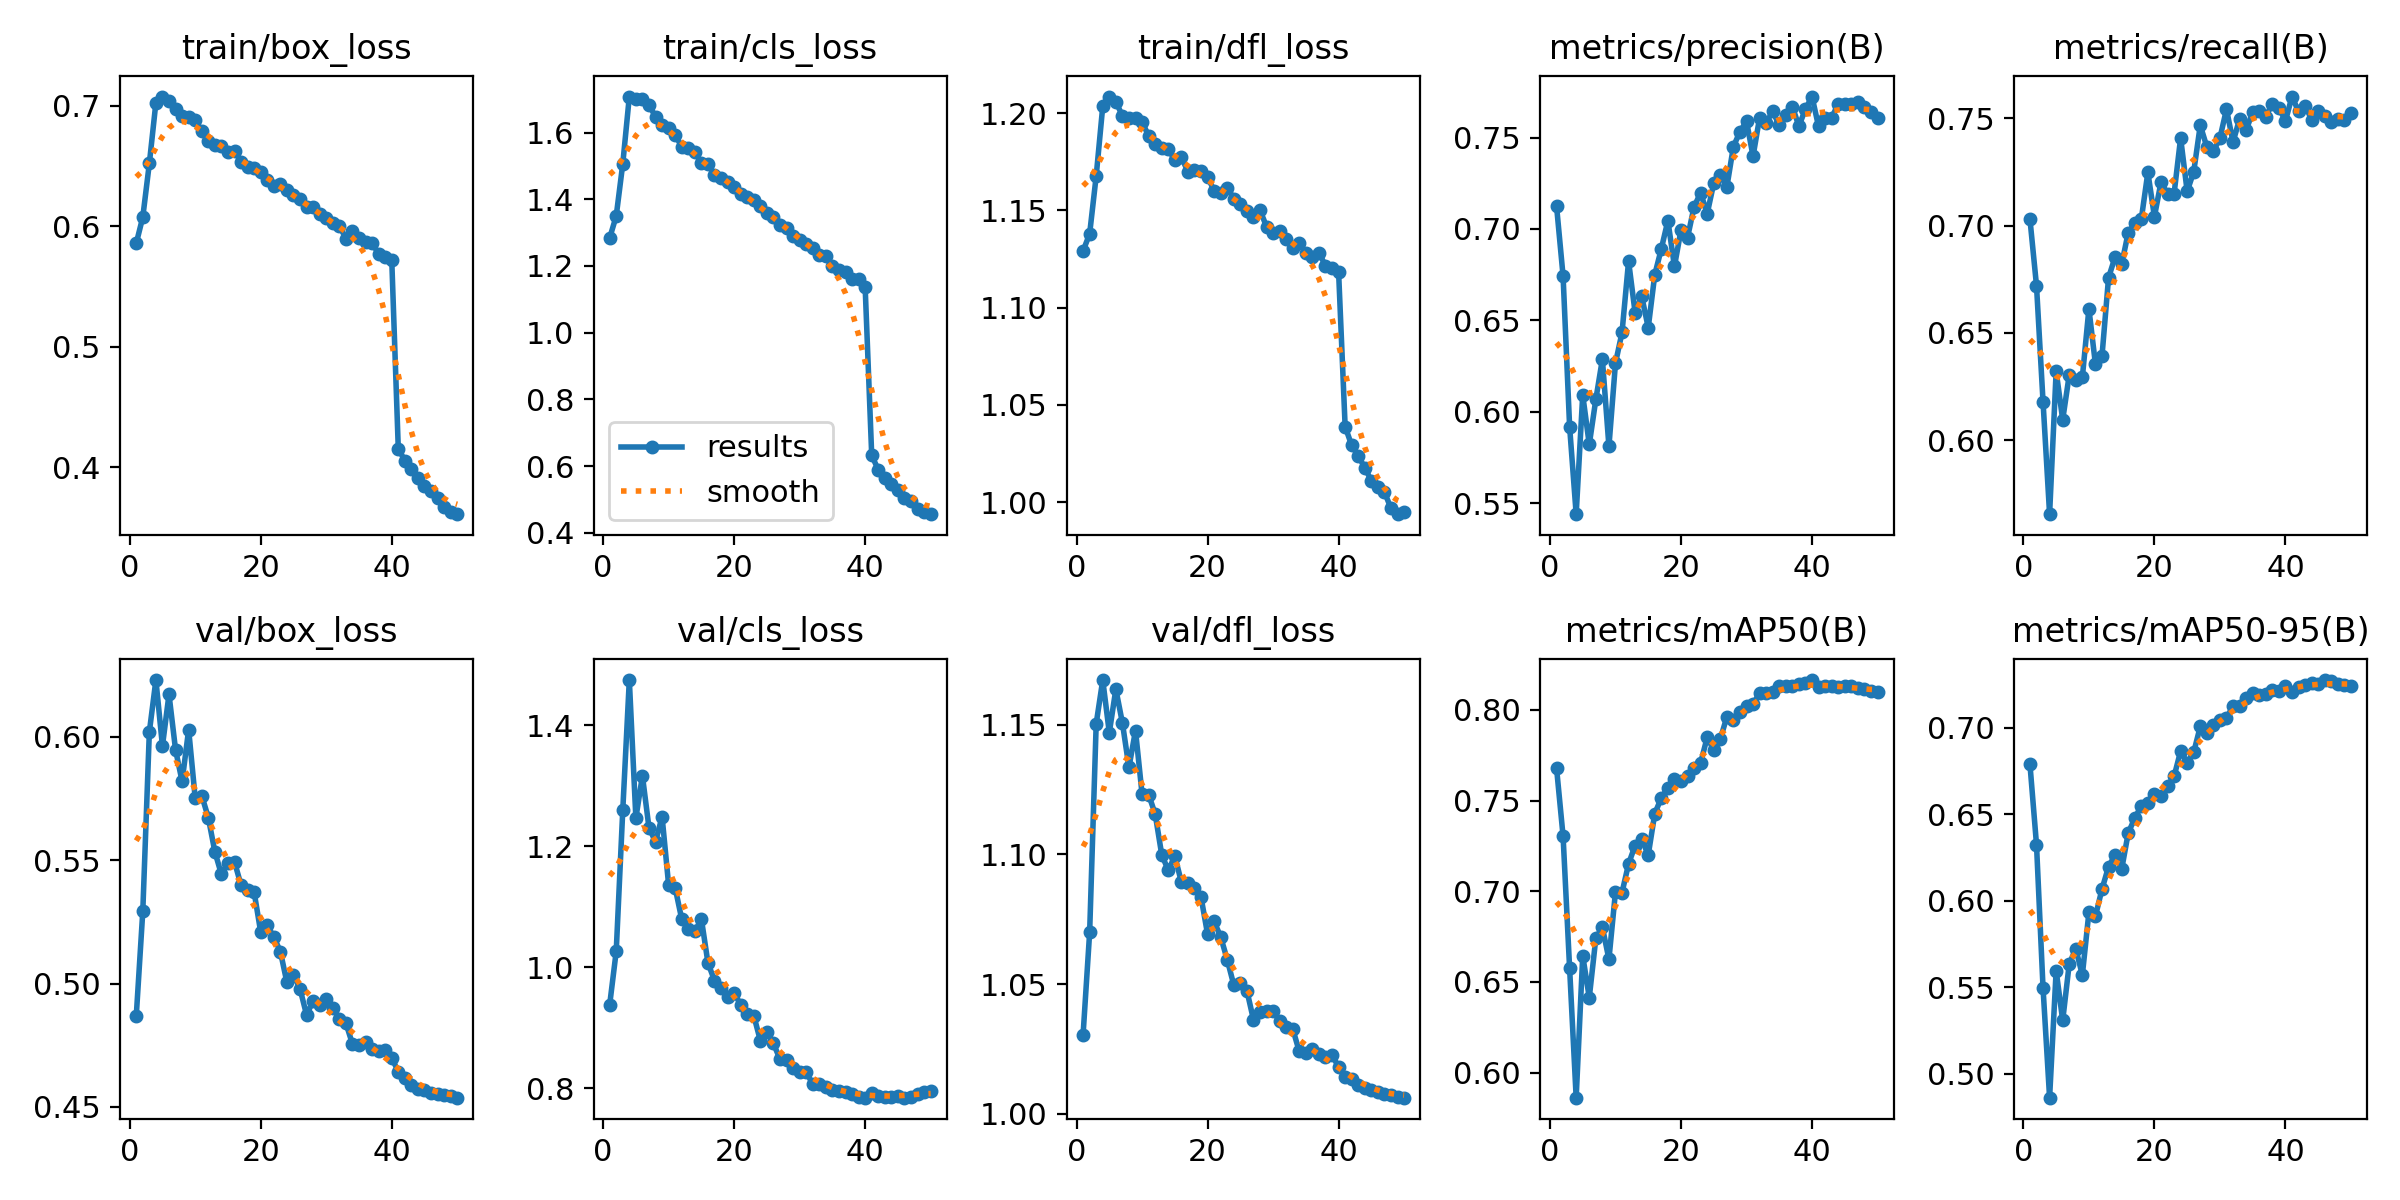 train/box_loss
train/cls_loss
train/dfl_loss
metrics/precision(B)
metrics/recall(B)
0.7
0.6
0.5
0.4
0 20 40
1.6
1.4
1.2
1.0
0.8
0.6
0.4
results
smooth
0 20 40
1.20
1.15
1.10
1.05
1.00
0 20 40
0.75
0.70
0.65
0.60
0.55
0 20 40
0.75
0.70
0.65
0.60
0 20 40
val/box_loss
val/cls_loss
val/dfl_loss
metrics/mAP50(B)
metrics/mAP50-95(B)
0.60
0.55
0.50
0.45
0 20 40
1.4
1.2
1.0
0.8
0 20 40
1.15
1.10
1.05
1.00
0 20 40
0.80
0.75
0.70
0.65
0.60
0 20 40
0.70
0.65
0.60
0.55
0.50
0 20 40